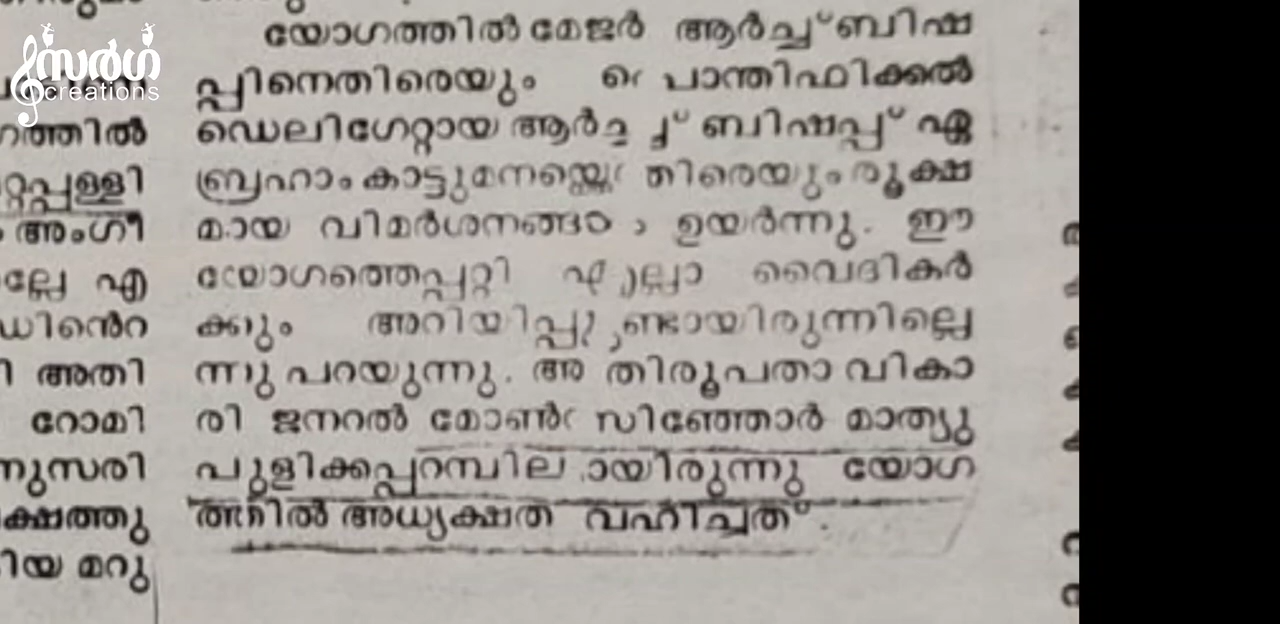 സർഗ
creations
യോഗത്തിൽ മേജർ ആർച്ച്ബിഷ
പ്പിനെതിരെയും പൊന്തിഫിക്കൽ
ഡെലിഗേറ്റായ ആർച്ച് ബിഷപ്പ് ഏ
ബ്രഹാം കാട്ടുമനയ്ക്കെതിരെയും രൂക്ഷ
മായ വിമർശനങ്ങൾ ഉയർന്നു. ഈ
യോഗത്തെപ്പറ്റി എല്ലാ വൈദികർ
ക്കും അറിയിപ്പുണ്ടായിരുന്നില്ലെ
ന്നു പറയുന്നു. അതിരൂപതാ വികാ
രി ജനറൽ മോൺസിഞ്ഞോർ മാത്യു
പുളിക്കപ്പറമ്പിലായിരുന്നു യോഗ
ത്തിൽ അധ്യക്ഷത വഹിച്ചത്.
ഗത്തിൽ
റ്റപ്പള്ളി
അംഗീ
ല്ലേ എ
ഡിന്റെ
അതി
റോമി
നുസരി
ക്ഷത്തു
ിയ മറു